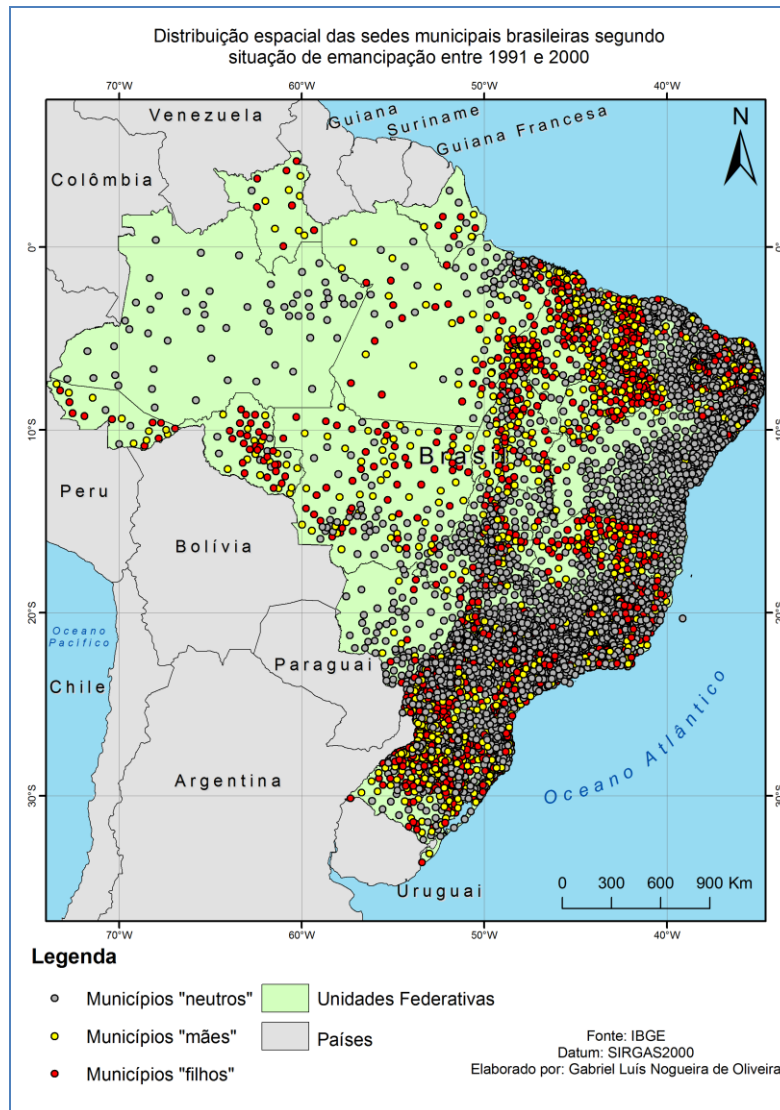 Distribuição espacial das sedes municipais brasileiras segundo
situação de emancipação entre 1991 e 2000
70°W 60°W 50°W 40°W
Venezuela
Guiana
Suriname
Guiana Francesa
N
Colômbia
0° 0°
Brasil
10°S 10°S
Peru
Bolívia
20°S 20°S
Oceano
Pacífico
Paraguai
Chile
Oceano Atlântico
Argentina
30°S 30°S
Uruguai
0 300 600 900 Km
70°W 60°W 50°W 40°W
Legenda
Municípios "neutros"
Unidades Federativas
Municípios "mães"
Países
Municípios "filhos"
Fonte: IBGE
Datum: SIRGAS2000
Elaborado por: Gabriel Luís Nogueira de Oliveira